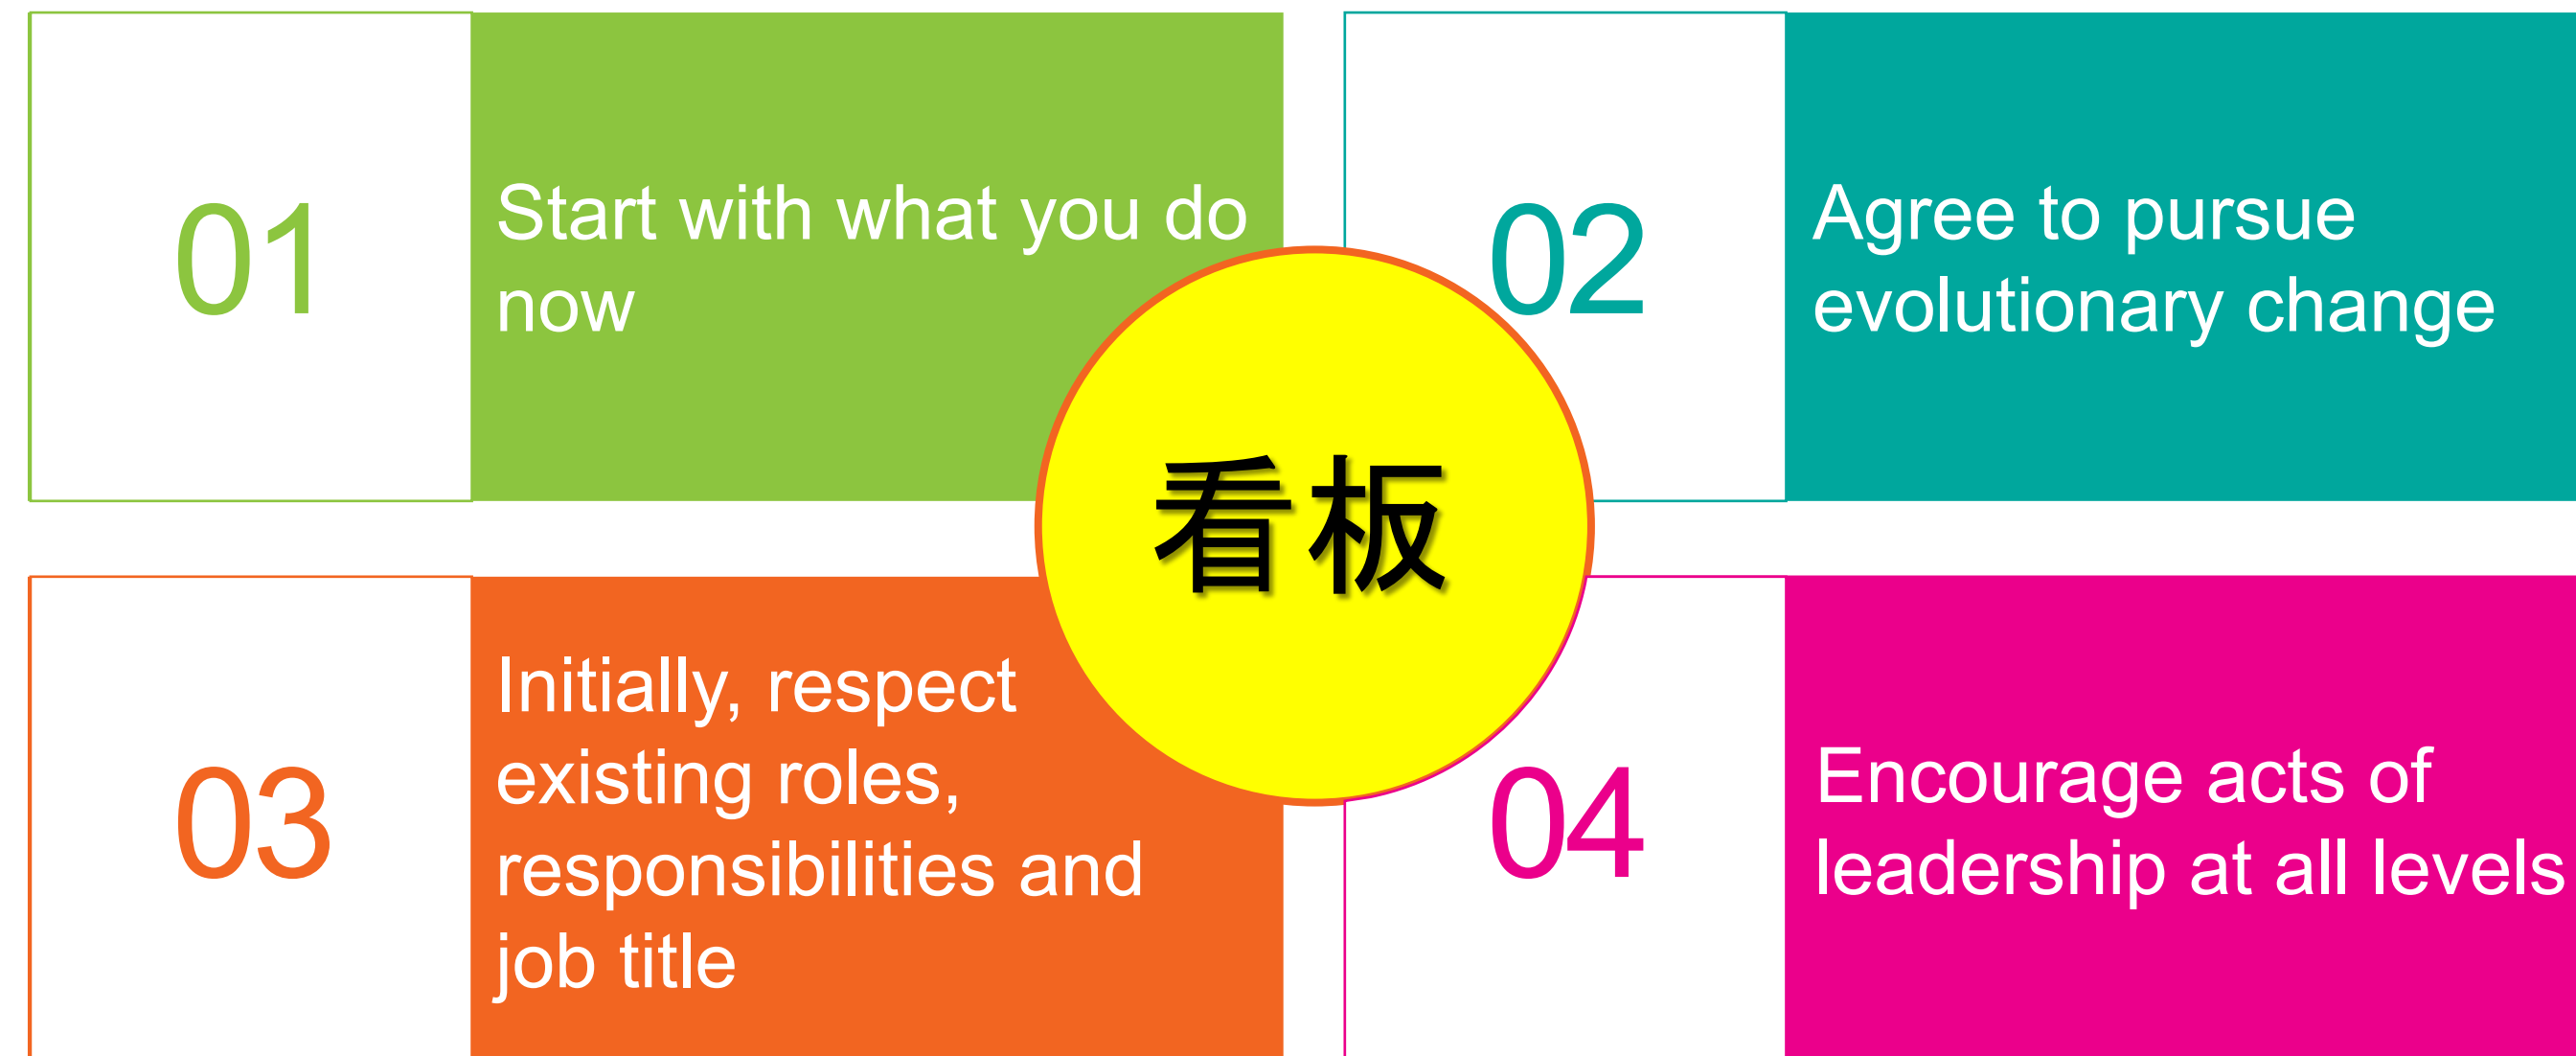 01
Start with what you do
now
02
Agree to pursue
evolutionary change
看板
03
Initially, respect
existing roles,
responsibilities and
job title
04
Encourage acts of
leadership at all levels